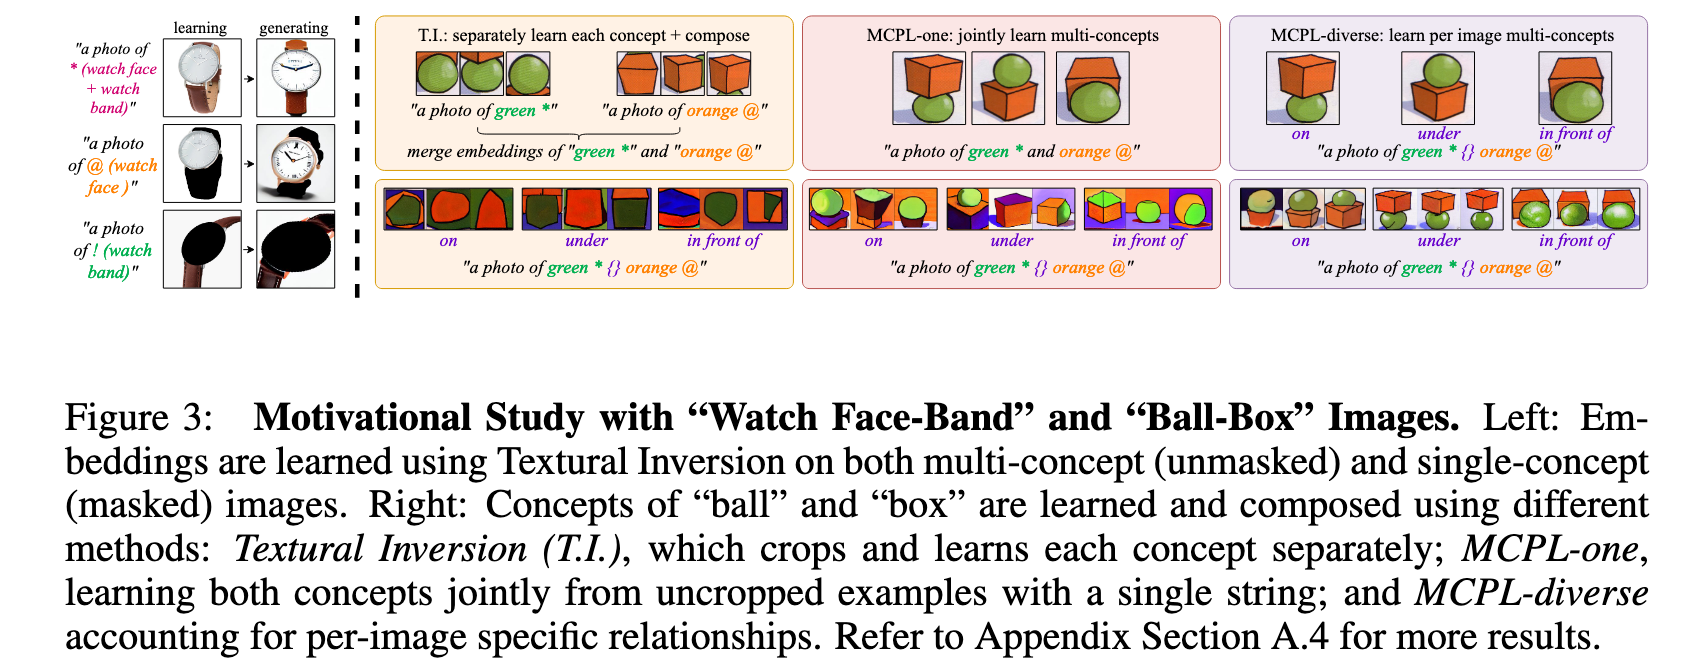 learning
generating
"a photo of
* (watch face
+ watch
band)"
"a photo
of @ (watch
face )"
"a photo
of ! (watch
band)"
T.I.: separately learn each concept + compose
"a photo of green *"
"a photo of orange @"
merge embeddings of "green *" and "orange @"
on
under
in front of
"a photo of green * {} orange @"
MCPL-one: jointly learn multi-concepts
"a photo of green * and orange @"
on
under
in front of
"a photo of green * {} orange @"
MCPL-diverse: learn per image multi-concepts
on
under
in front of
"a photo of green * {} orange @"
on
under
in front of
"a photo of green * {} orange @"
Figure 3: Motivational Study with “Watch Face-Band” and “Ball-Box” Images. Left: Em-
beddings are learned using Textural Inversion on both multi-concept (unmasked) and single-concept
(masked) images. Right: Concepts of “ball” and “box” are learned and composed using different
methods: Textural Inversion (T.I.), which crops and learns each concept separately; MCPL-one,
learning both concepts jointly from uncropped examples with a single string; and MCPL-diverse
accounting for per-image specific relationships. Refer to Appendix Section A.4 for more results.